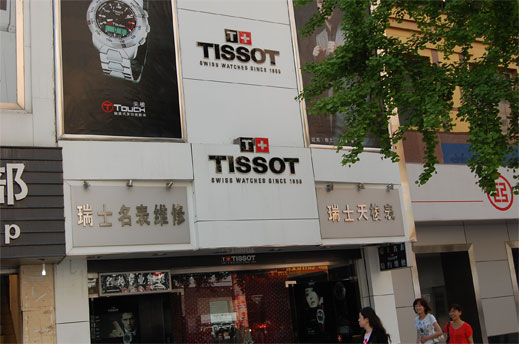 T+
TISSOT
SWISS WATCHES SINCE 1853
T-TOUCH
T+
TISSOT
SWISS WATCHES SINCE 1853
部
p
瑞士名表维修
瑞士天梭表
T+TISSOT